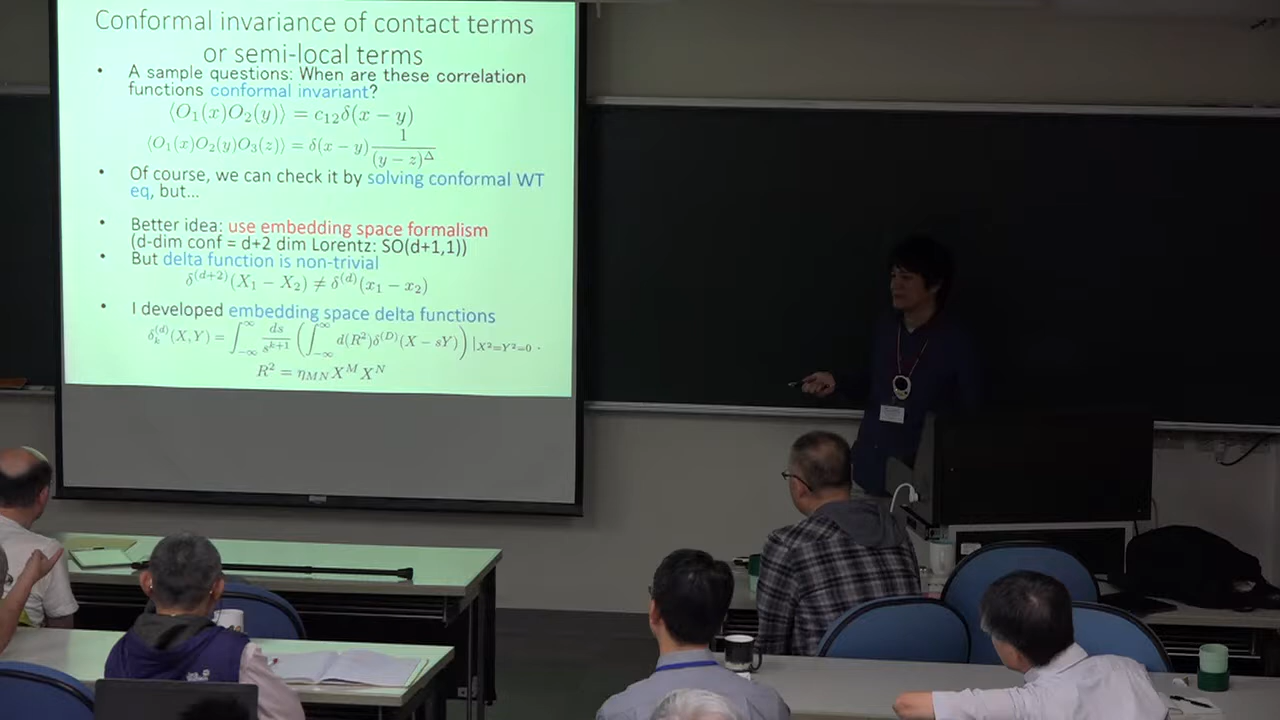 Conformal invariance of contact terms
or semi-local terms
• A sample questions: When are these correlation
functions conformal invariant?
⟨O₁(x)O₂(y)⟩ = c₁₂δ(x − y)
⟨O₁(x)O₂(y)O₃(z)⟩ = δ(x − y) 1/(y − z)^Δ
• Of course, we can check it by solving conformal WT
eq, but...
• Better idea: use embedding space formalism
(d-dim conf = d+2 dim Lorentz: SO(d+1,1))
• But delta function is non-trivial
δ^(d+2)(X₁ − X₂) ≠ δ^(d)(x₁ − x₂)
• I developed embedding space delta functions
δ_k^(d)(X, Y) = ∫_{−∞}^{∞} ds/s^{k+1} (∫_{−∞}^{∞} d(R²)δ^(D)(X − sY)) |_{X²=Y²=0} .
R² = η_{MN}X^M X^N